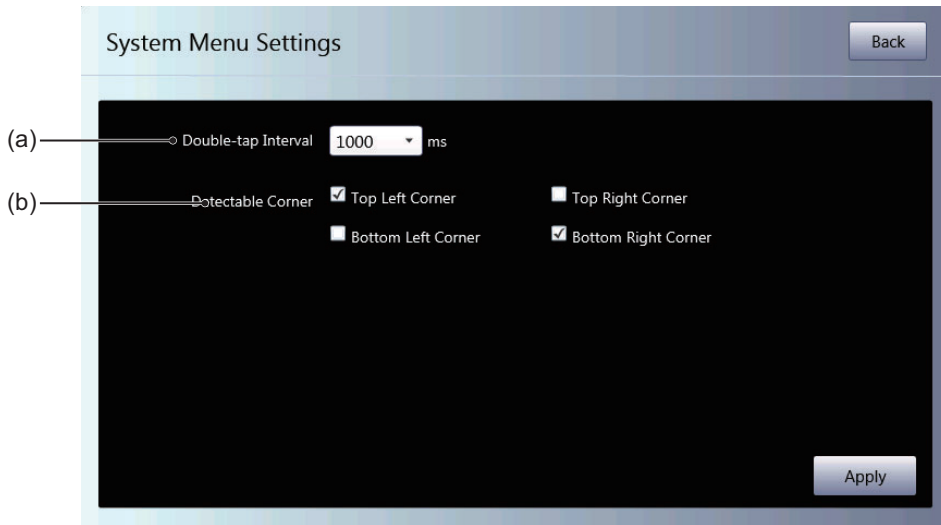 System Menu Settings
Back
(a) Double-tap Interval 1000 ms
(b) Detectable Corner Top Left Corner Top Right Corner
Bottom Left Corner Bottom Right Corner
Apply